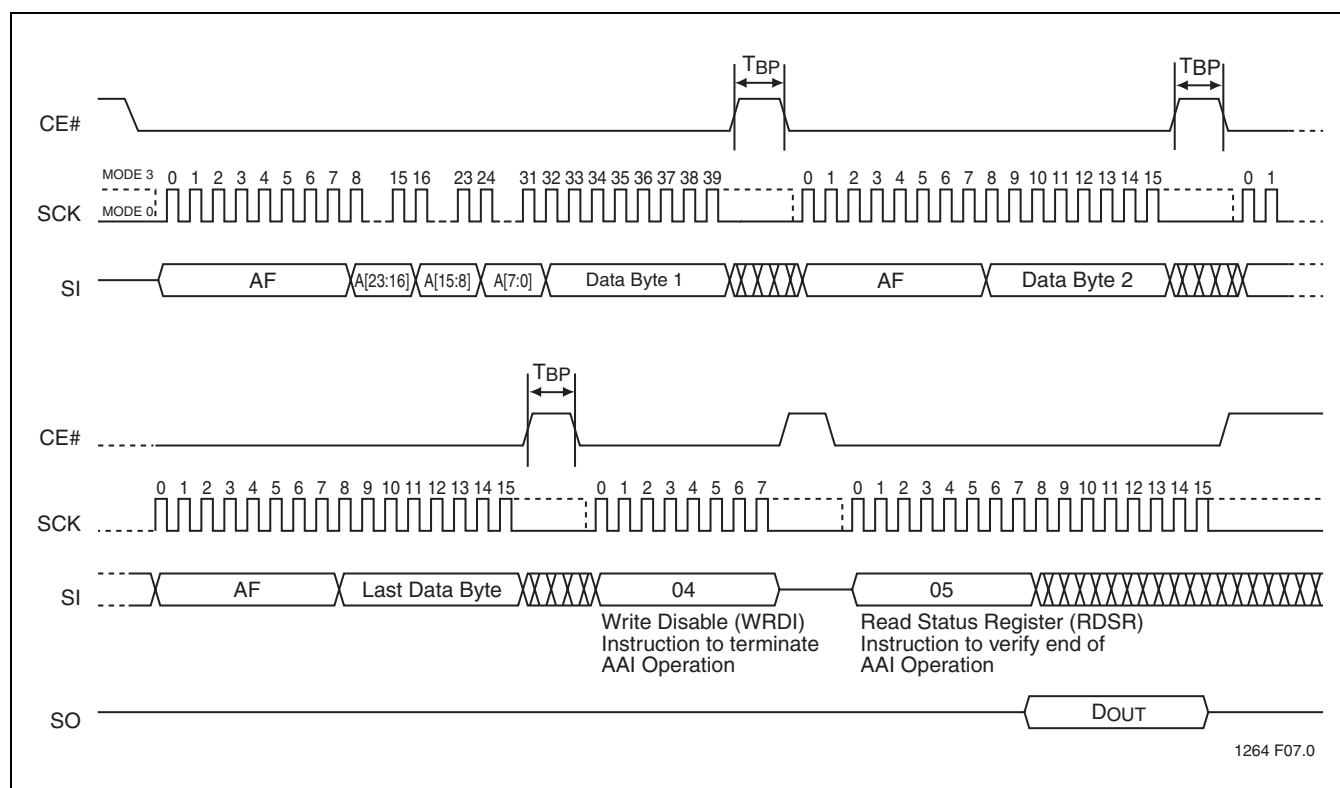 TBP TBP
CE#
MODE 3 0 1 2 3 4 5 6 7 8 15 16 23 24 31 32 33 34 35 36 37 38 39 0 1 2 3 4 5 6 7 8 9 10 11 12 13 14 15 0 1
SCK MODE 0
SI AF A[23:16] A[15:8] A[7:0] Data Byte 1 AF Data Byte 2
TBP
CE#
0 1 2 3 4 5 6 7 8 9 10 11 12 13 14 15 0 1 2 3 4 5 6 7 0 1 2 3 4 5 6 7 8 9 10 11 12 13 14 15
SCK
SI AF Last Data Byte 04 05
Write Disable (WRDI) Read Status Register (RDSR)
Instruction to terminate Instruction to verify end of
AAI Operation AAI Operation
SO DOUT
1264 F07.0